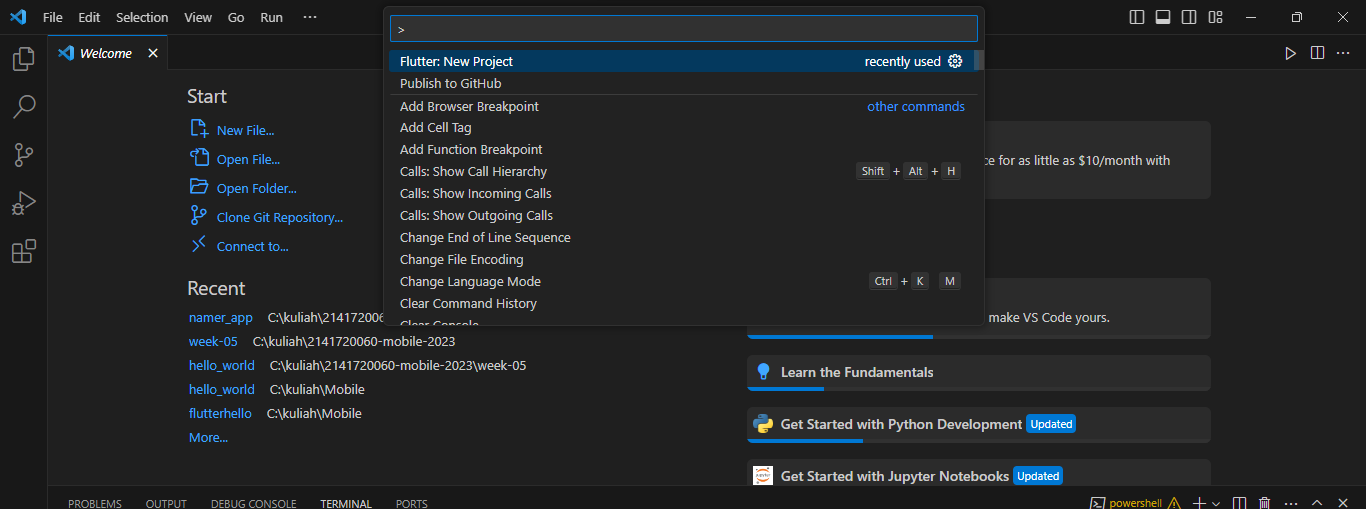 File Edit Selection View Go Run ···
>
Welcome
Flutter: New Project recently used
Publish to GitHub
Add Browser Breakpoint other commands
Add Cell Tag
Add Function Breakpoint
Calls: Show Call Hierarchy Shift + Alt + H
Calls: Show Incoming Calls
Calls: Show Outgoing Calls
Change End of Line Sequence
Change File Encoding
Change Language Mode Ctrl + K M
Clear Command History
Clear Console
Start
New File...
Open File...
Open Folder...
Clone Git Repository...
Connect to...
Recent
namer_app C:\kuliah\214172006
week-05 C:\kuliah\2141720060-mobile-2023
hello_world C:\kuliah\2141720060-mobile-2023\week-05
hello_world C:\kuliah\Mobile
flutterhello C:\kuliah\Mobile
More...
ce for as little as $10/month with
make VS Code yours.
Learn the Fundamentals
Get Started with Python Development Updated
Get Started with Jupyter Notebooks Updated
PROBLEMS OUTPUT DEBUG CONSOLE TERMINAL PORTS powershell